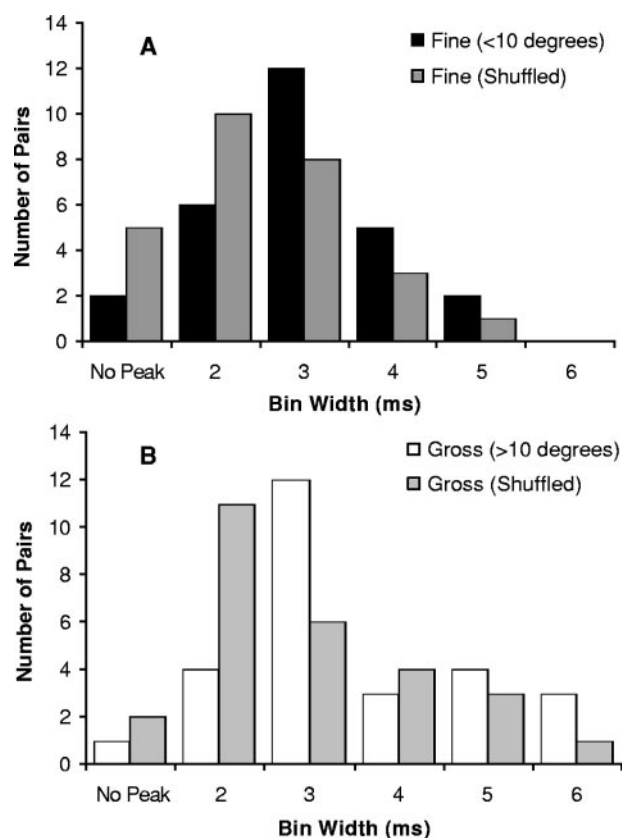 A
Fine (<10 degrees)
Fine (Shuffled)
Number of Pairs
14
12
10
8
6
4
2
0
No Peak 2 3 4 5 6
Bin Width (ms)
B
Gross (>10 degrees)
Gross (Shuffled)
Number of Pairs
14
12
10
8
6
4
2
0
No Peak 2 3 4 5 6
Bin Width (ms)